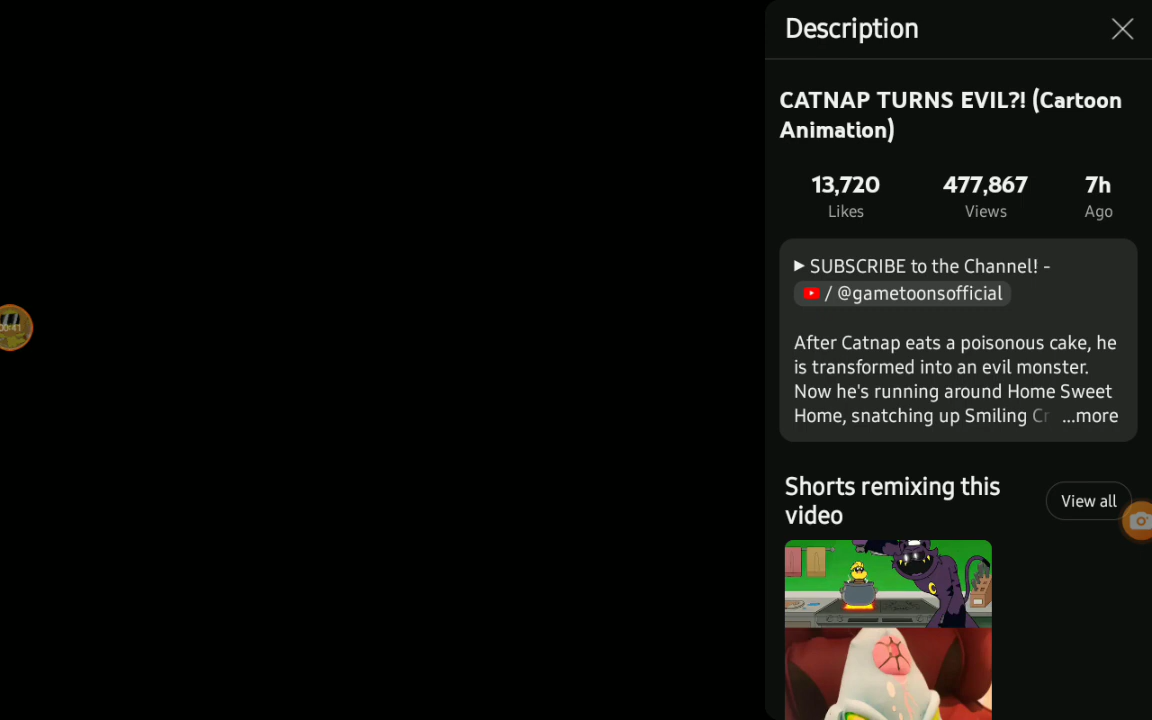 Description
CATNAP TURNS EVIL?! (Cartoon
Animation)
13,720 477,867 7h
Likes Views Ago
▶ SUBSCRIBE to the Channel! -
/ @gametoonsofficial
After Catnap eats a poisonous cake, he
is transformed into an evil monster.
Now he's running around Home Sweet
Home, snatching up Smiling Cr ...more
Shorts remixing this
video
View all
00:41